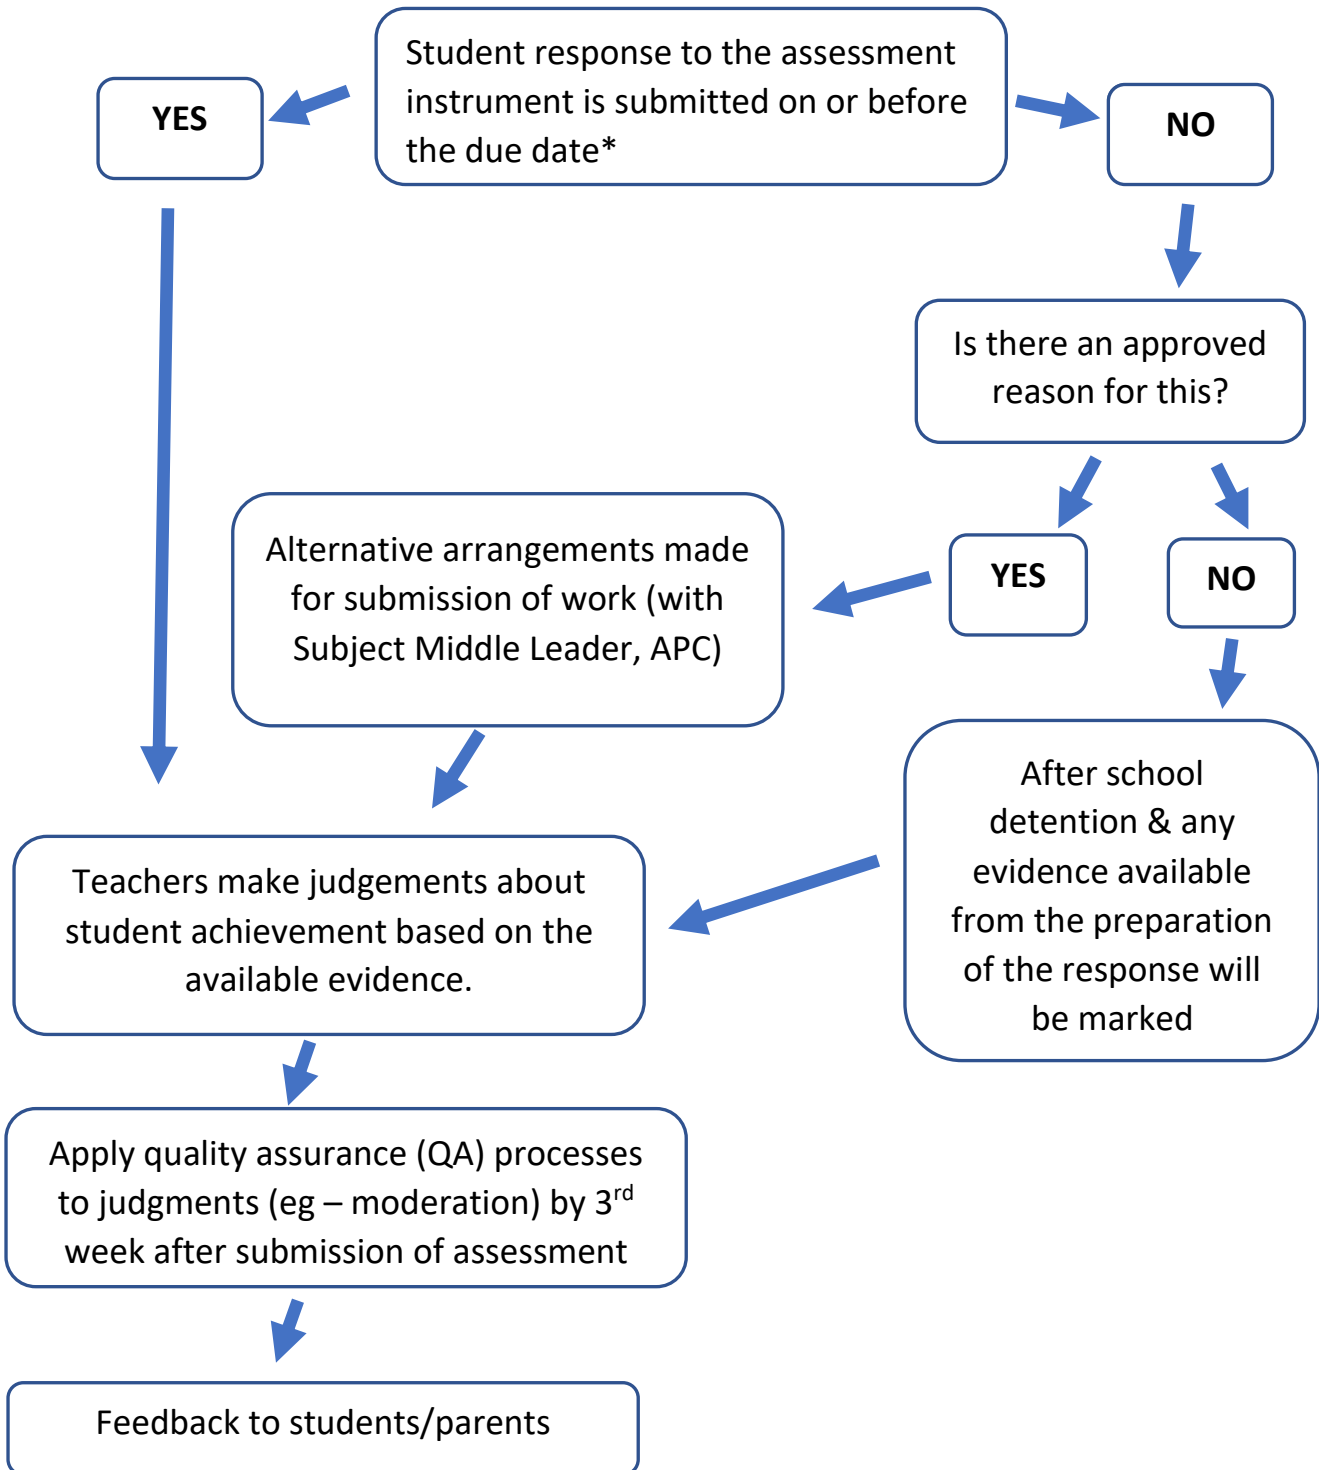 Student response to the assessment
instrument is submitted on or before
the due date*
YES
NO
Is there an approved
reason for this?
YES
NO
Alternative arrangements made
for submission of work (with
Subject Middle Leader, APC)
After school
detention & any
evidence available
from the preparation
of the response will
be marked
Teachers make judgements about
student achievement based on the
available evidence.
Apply quality assurance (QA) processes
to judgments (eg – moderation) by 3rd
week after submission of assessment
Feedback to students/parents